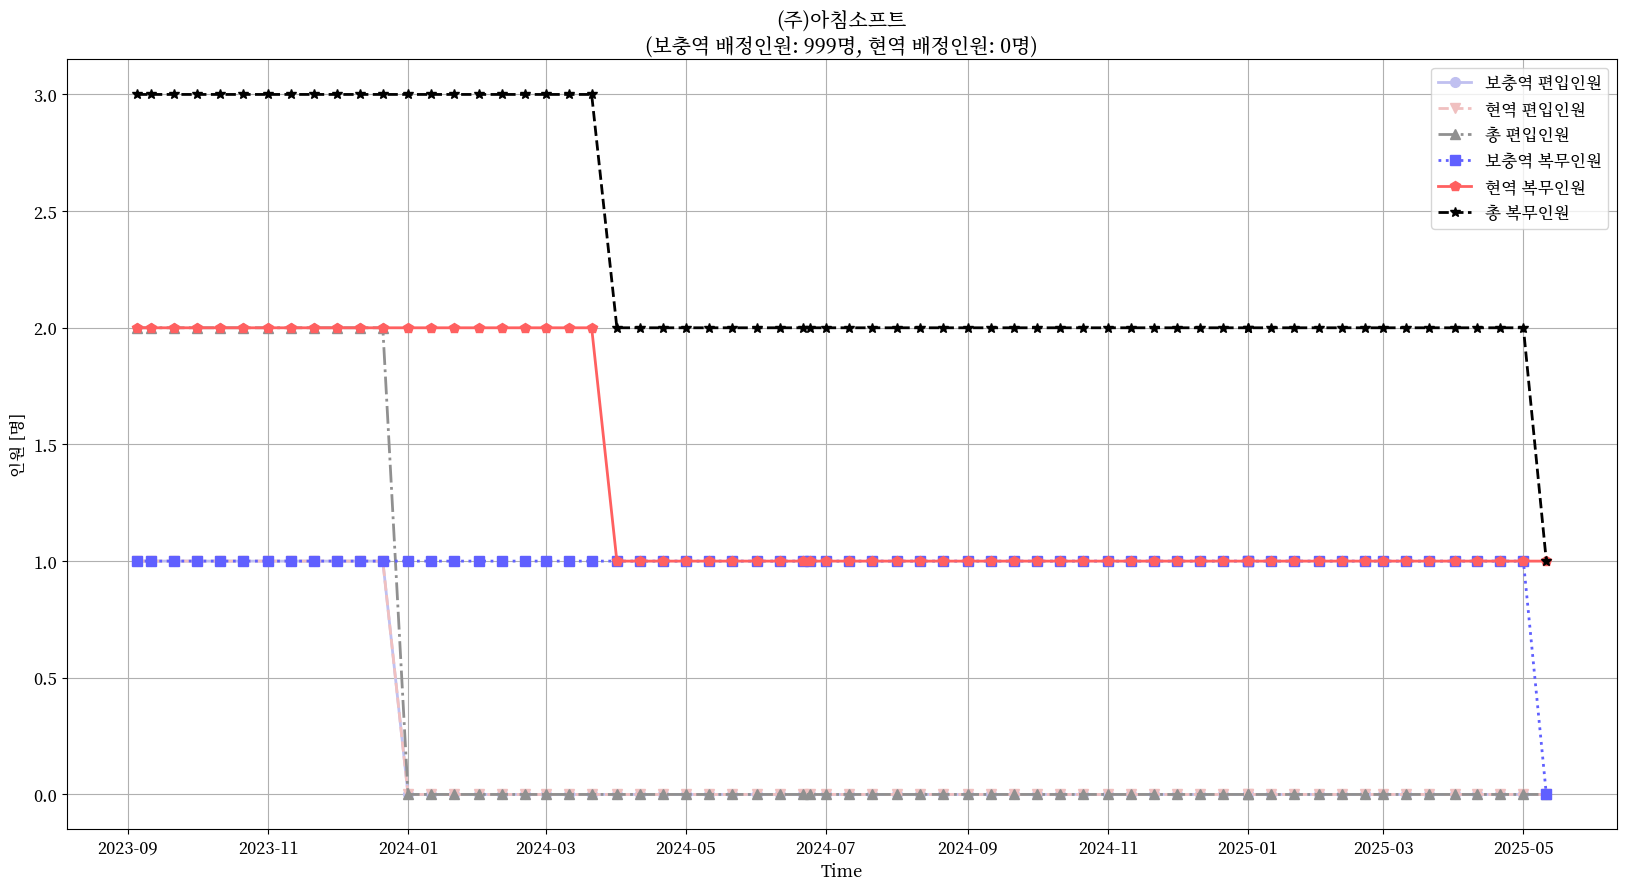 (주)아침소프트
(보충역 배정인원: 999명, 현역 배정인원: 0명)
보충역 편입인원
현역 편입인원
총 편입인원
보충역 복무인원
현역 복무인원
총 복무인원
인원 [명]
3.0
2.5
2.0
1.5
1.0
0.5
0.0
2023-09 2023-11 2024-01 2024-03 2024-05 2024-07 2024-09 2024-11 2025-01 2025-03 2025-05
Time